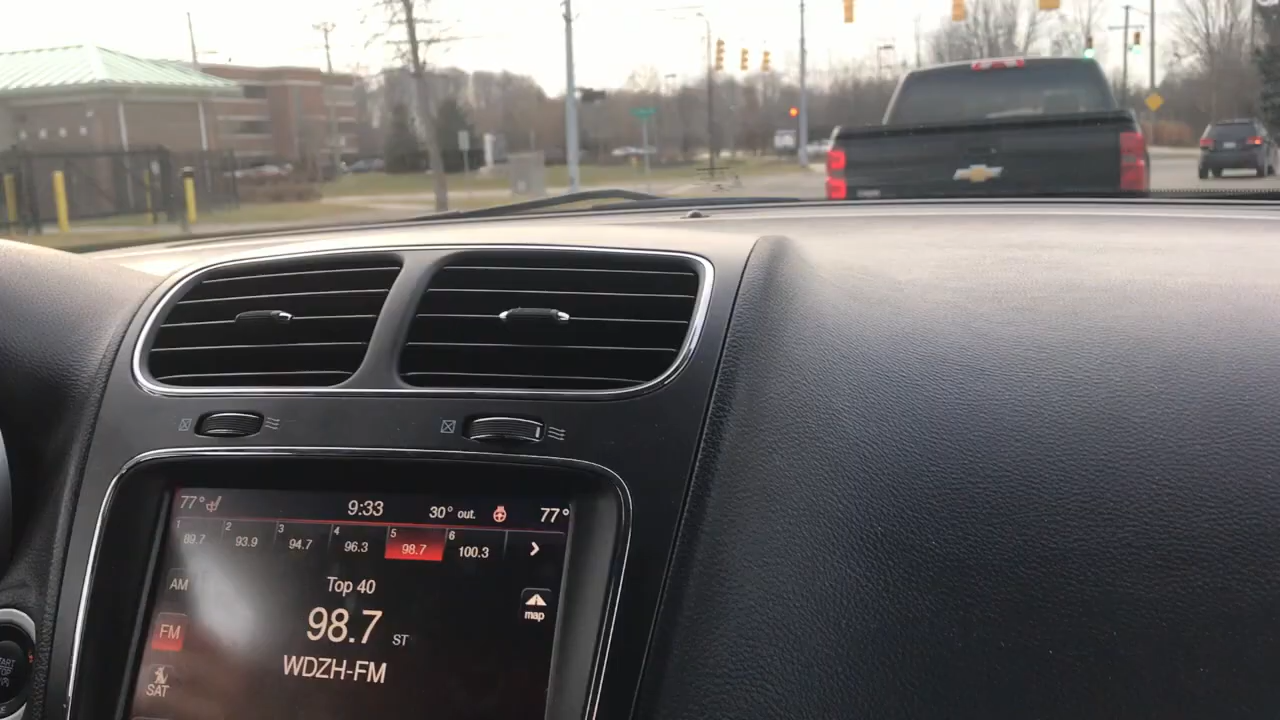 77°
9:33
30° out.
77°
1 89.7
2 93.9
3 94.7
4 96.3
5 98.7
6 100.3
AM
Top 40
map
98.7 ST
FM
WDZH-FM
SAT
START